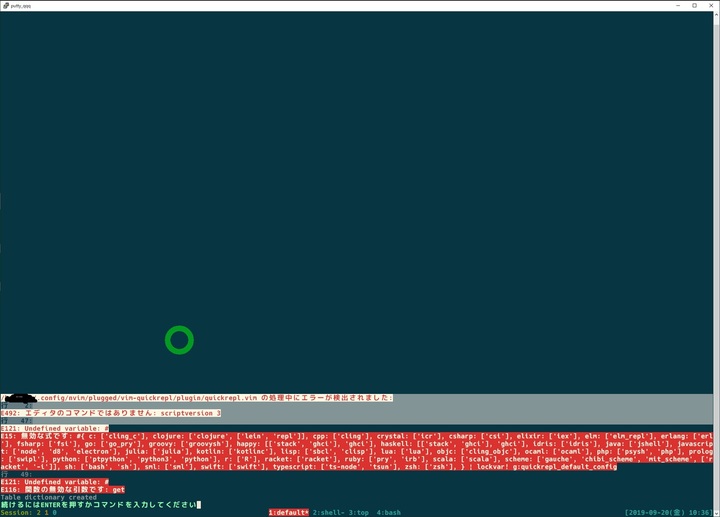 putty_sess
.config/nvim/plugged/vim-quickrepl/plugin/quickrepl.vim の処理中にエラーが検出されました:
行 2:
E492: エディタのコマンドではありません: scriptversion 3
行 47:
E121: Undefined variable: #
E15: 無効な式です: #{ c: ['cling_c'], clojure: ['clojure', ['lein', 'repl']], cpp: ['cling'], crystal: ['icr'], csharp: ['csi'], elixir: ['iex'], elm: ['elm_repl'], erlang: ['erl
'], fsharp: ['fsi'], go: ['go_pry'], groovy: ['groovysh'], happy: [['stack', 'ghci'], 'ghci'], haskell: [['stack', 'ghci'], 'ghci'], idris: ['idris'], java: ['jshell'], javascrip
t: ['node', 'd8', 'electron'], julia: ['julia'], kotlin: ['kotlinc'], lisp: ['sbcl', 'clisp'], lua: ['lua'], objc: ['cling_objc'], ocaml: ['ocaml'], php: ['psysh', 'php'], prolog
: ['swipl'], python: ['ptpython', 'python3', 'python'], r: ['R'], racket: ['racket'], ruby: ['pry', 'irb'], scala: ['scala'], scheme: ['gauche', 'chibi_scheme', 'mit_scheme', ['r
acket', '-i']], sh: ['bash', 'sh'], sml: ['sml'], swift: ['swift'], typescript: ['ts-node', 'tsun'], zsh: ['zsh'], } | lockvar! g:quickrepl_default_config
行 49:
E121: Undefined variable: #
E116: 関数の無効な引数です: get
Table dictionary created
続けるにはENTERを押すかコマンドを入力してください
Session: 2 1 0 1:default* 2:shell- 3:top 4:bash [2019-09-20(金) 10:36]